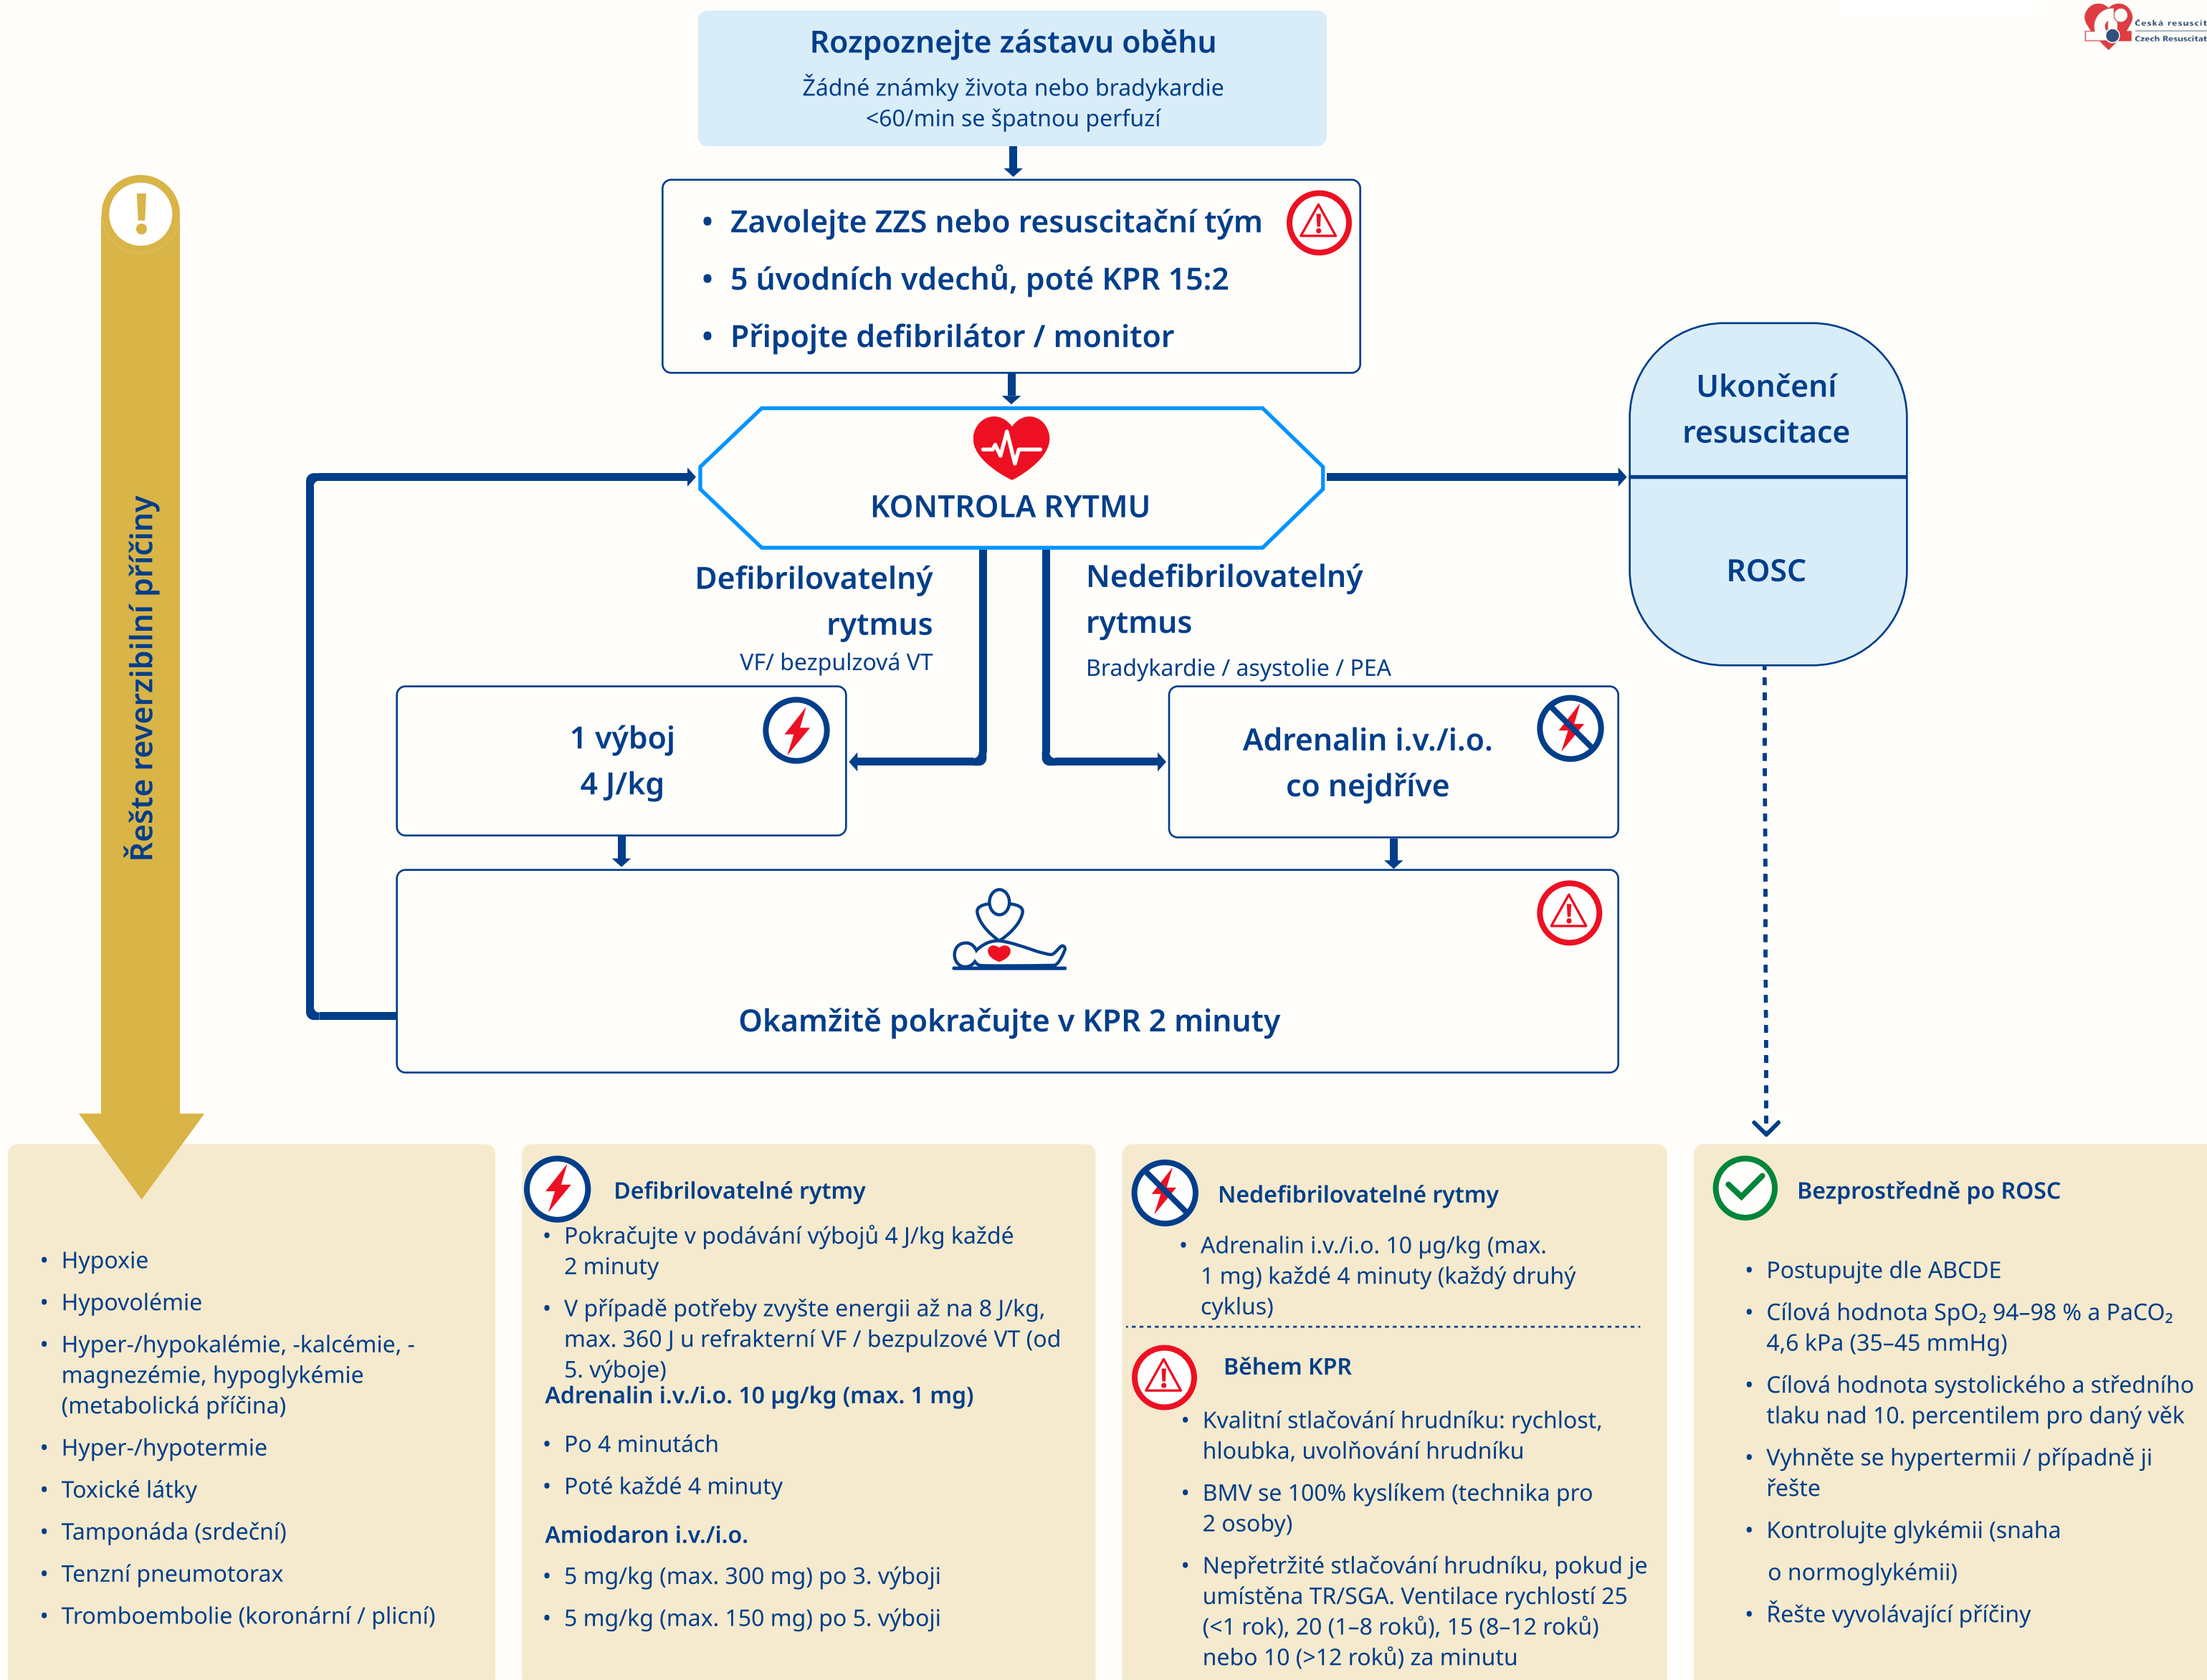 Česká resuscit
Czech Resuscitat
Rozpoznejte zástavu oběhu
Žádné známky života nebo bradykardie
<60/min se špatnou perfuzí
• Zavolejte ZZS nebo resuscitační tým
• 5 úvodních vdechů, poté KPR 15:2
• Připojte defibrilátor / monitor
KONTROLA RYTMU
Ukončení
resuscitace
ROSC
Defibrilovatelný
rytmus
VF/ bezpulzová VT
Nedefibrilovatelný
rytmus
Bradykardie / asystolie / PEA
1 výboj
4 J/kg
Adrenalin i.v./i.o.
co nejdříve
Okamžitě pokračujte v KPR 2 minuty
Řešte reverzibilní příčiny
• Hypoxie
• Hypovolémie
• Hyper-/hypokalémie, -kalcémie, -
magnezémie, hypoglykémie
(metabolická příčina)
• Hyper-/hypotermie
• Toxické látky
• Tamponáda (srdeční)
• Tenzní pneumotorax
• Tromboembolie (koronární / plicní)
Defibrilovatelné rytmy
• Pokračujte v podávání výbojů 4 J/kg každé
2 minuty
• V případě potřeby zvyšte energii až na 8 J/kg,
max. 360 J u refrakterní VF / bezpulzové VT (od
5. výboje)
Adrenalin i.v./i.o. 10 µg/kg (max. 1 mg)
• Po 4 minutách
• Poté každé 4 minuty
Amiodaron i.v./i.o.
• 5 mg/kg (max. 300 mg) po 3. výboji
• 5 mg/kg (max. 150 mg) po 5. výboji
Nedefibrilovatelné rytmy
• Adrenalin i.v./i.o. 10 µg/kg (max.
1 mg) každé 4 minuty (každý druhý
cyklus)
Během KPR
• Kvalitní stlačování hrudníku: rychlost,
hloubka, uvolňování hrudníku
• BMV se 100% kyslíkem (technika pro
2 osoby)
• Nepřetržité stlačování hrudníku, pokud je
umístěna TR/SGA. Ventilace rychlostí 25
(<1 rok), 20 (1–8 roků), 15 (8–12 roků)
nebo 10 (>12 roků) za minutu
Bezprostředně po ROSC
• Postupujte dle ABCDE
• Cílová hodnota SpO₂ 94–98 % a PaCO₂
4,6 kPa (35–45 mmHg)
• Cílová hodnota systolického a středního
tlaku nad 10. percentilem pro daný věk
• Vyhněte se hypertermii / případně ji
řešte
• Kontrolujte glykémii (snaha
o normoglykémii)
• Řešte vyvolávající příčiny